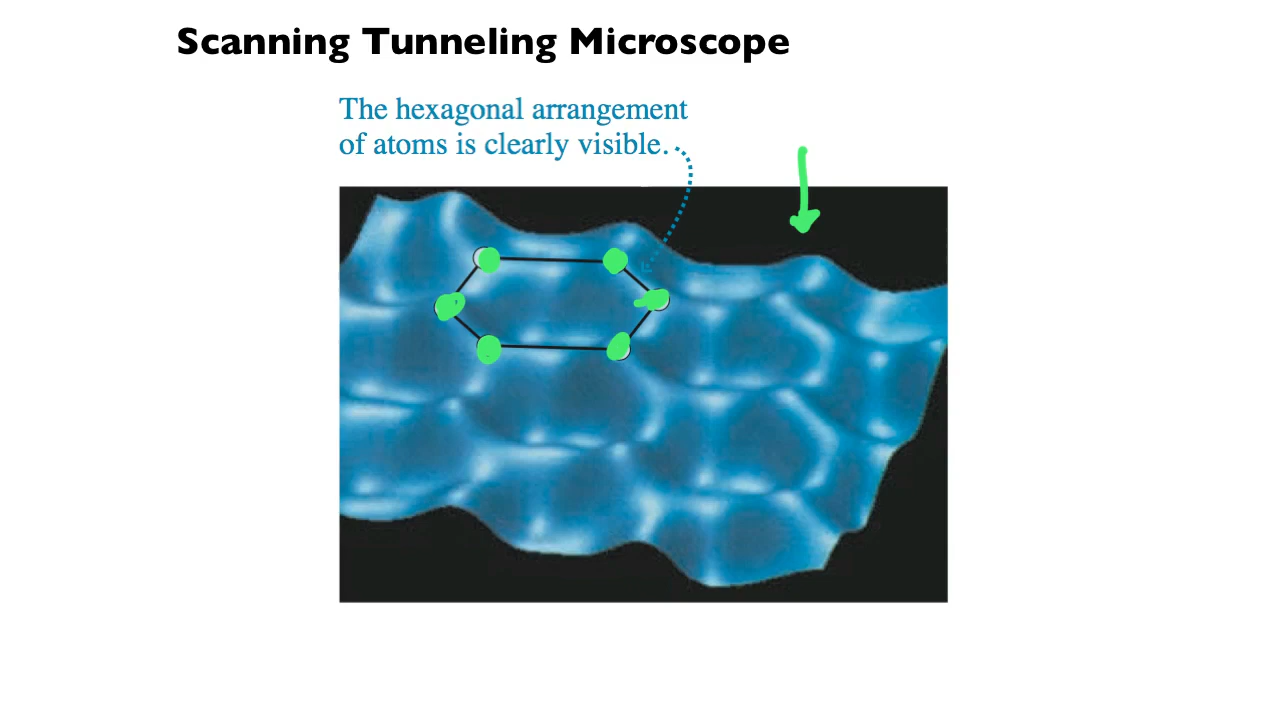 Scanning Tunneling Microscope
The hexagonal arrangement
of atoms is clearly visible.